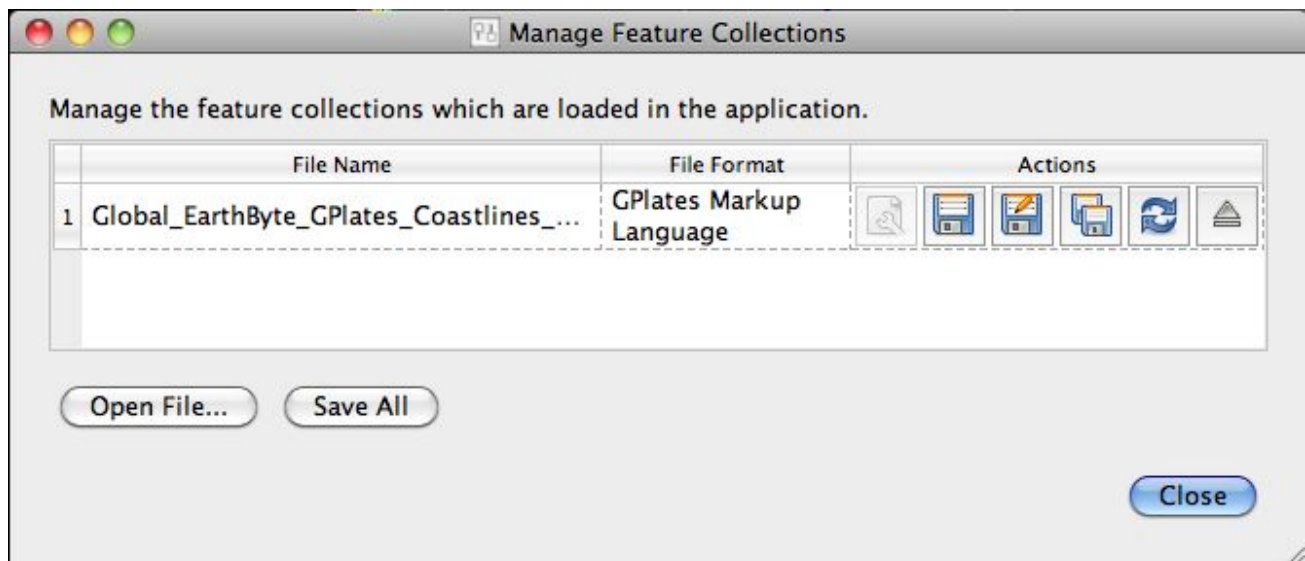 Manage Feature Collections
Manage the feature collections which are loaded in the application.
File Name File Format Actions
1 Global_EarthByte_GPlates_Coastlines_... GPlates Markup
Language
Open File... Save All
Close